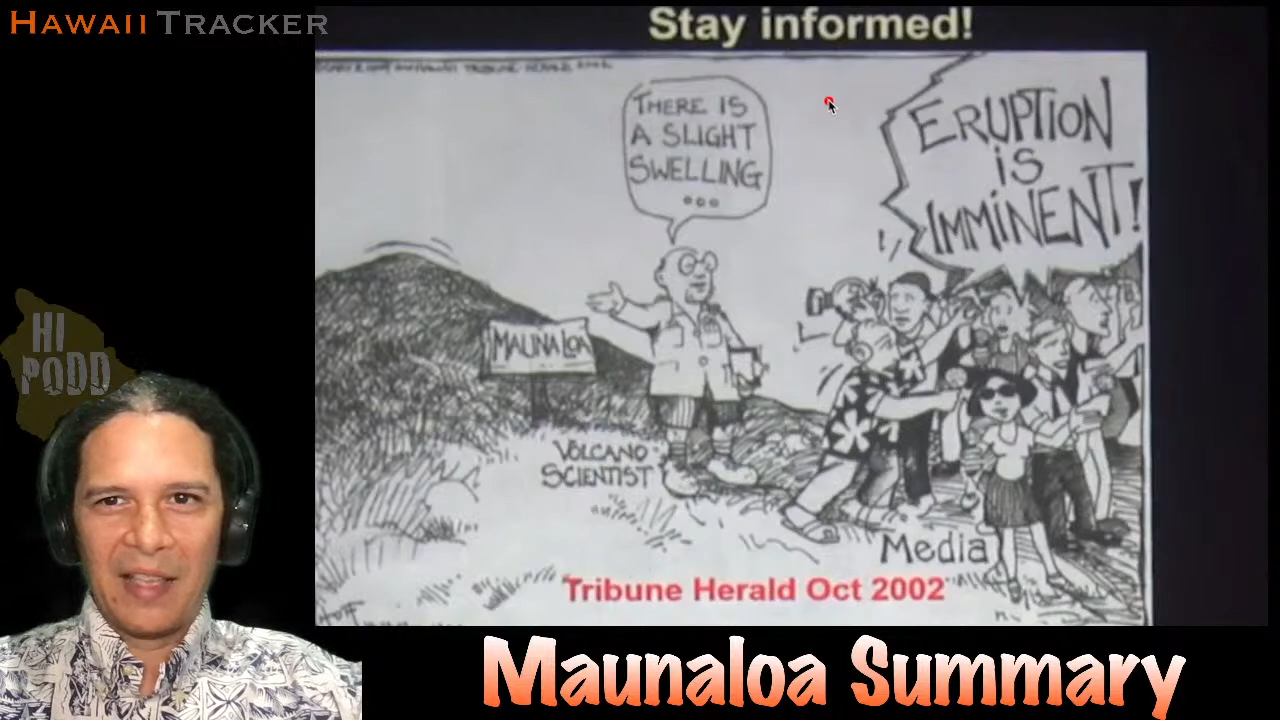 HAWAII TRACKER
Stay informed!
THERE IS
A SLIGHT
SWELLING
...
ERUPTION
IS
IMMINENT!
MAUNA LOA
HI
PODD
VOLCANO
SCIENTIST
Media
"Tribune Herald Oct 2002"
Maunaloa Summary